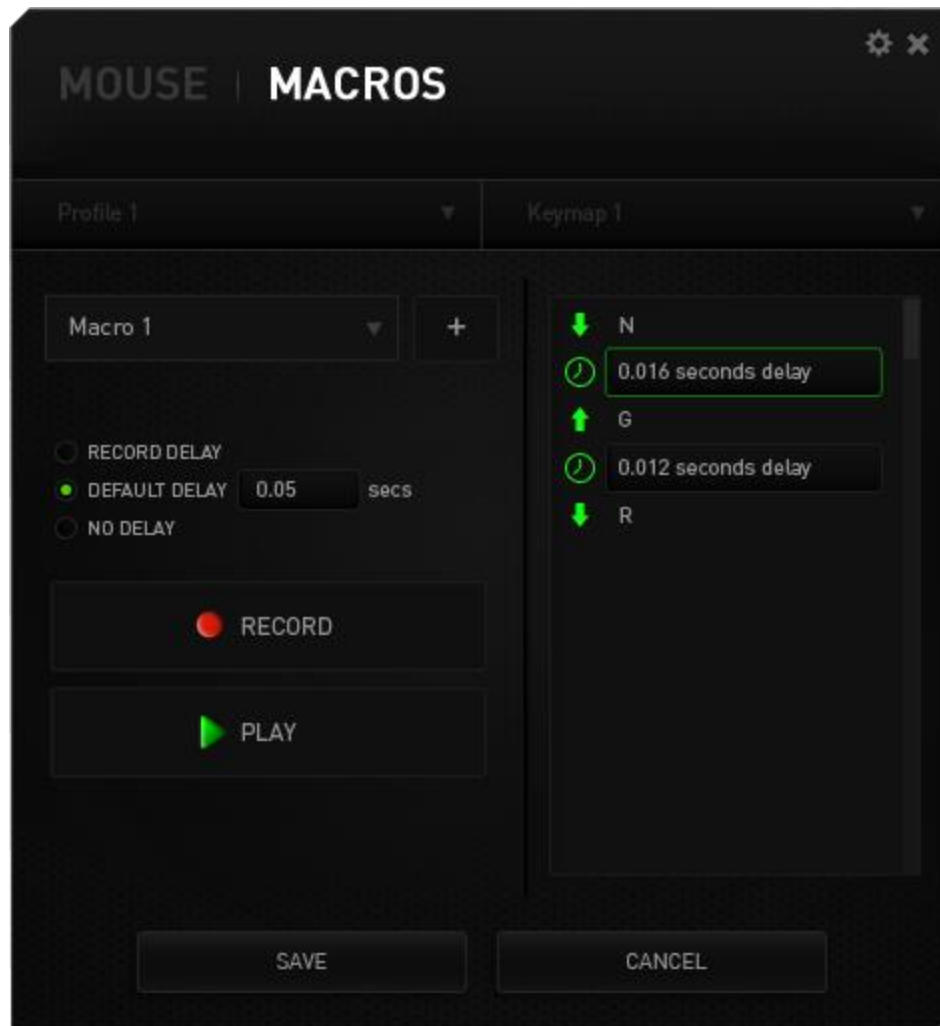 MOUSE | MACROS
Profile 1
Keymap 1
Macro 1
+
RECORD DELAY
DEFAULT DELAY 0.05 secs
NO DELAY
RECORD
PLAY
N
0.016 seconds delay
G
0.012 seconds delay
R
SAVE
CANCEL